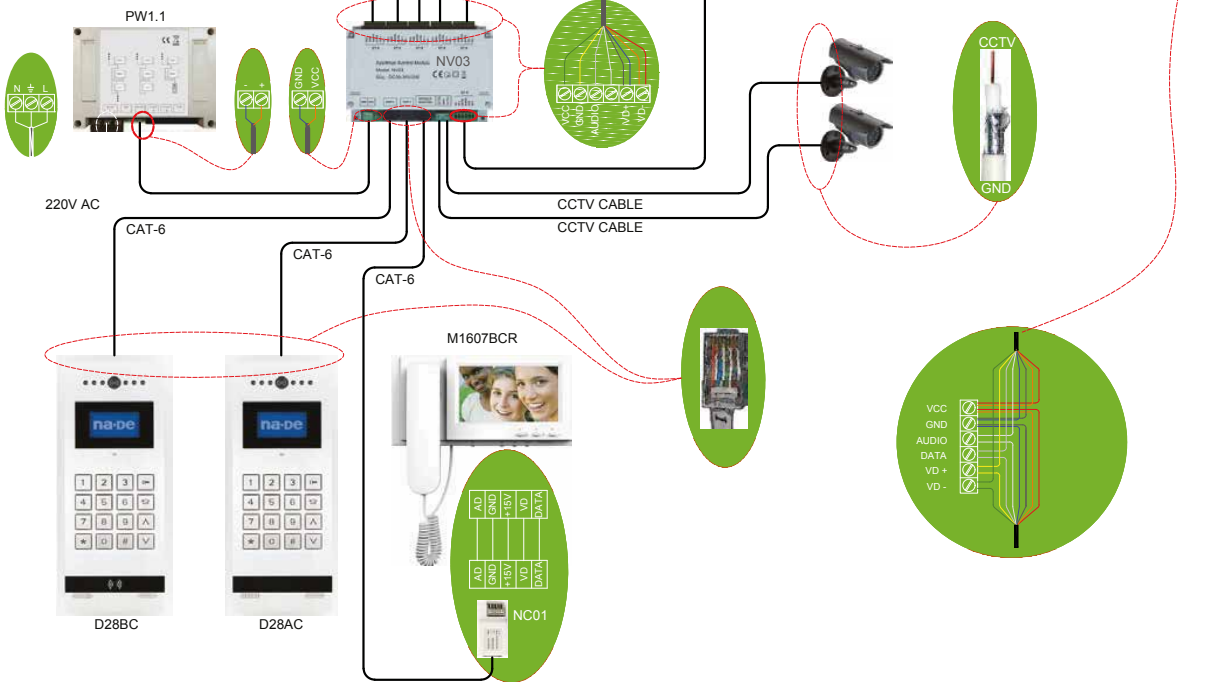 PW1.1
N L
- +
GND
VCC
NV03
VCC
GND
AUDIO
VD+
VD-
CCTV
GND
220V AC
CCTV CABLE
CCTV CABLE
CAT-6
CAT-6
CAT-6
M1607BCR
na-De
na-De
1 2 3
4 5 6
7 8 9
* 0 #
1 2 3
4 5 6
7 8 9
* 0 #
VCC
GND
AUDIO
DATA
VD +
VD -
AD
GND
+15V
VD
DATA
AD
GND
+15V
VD
DATA
NC01
D28BC
D28AC